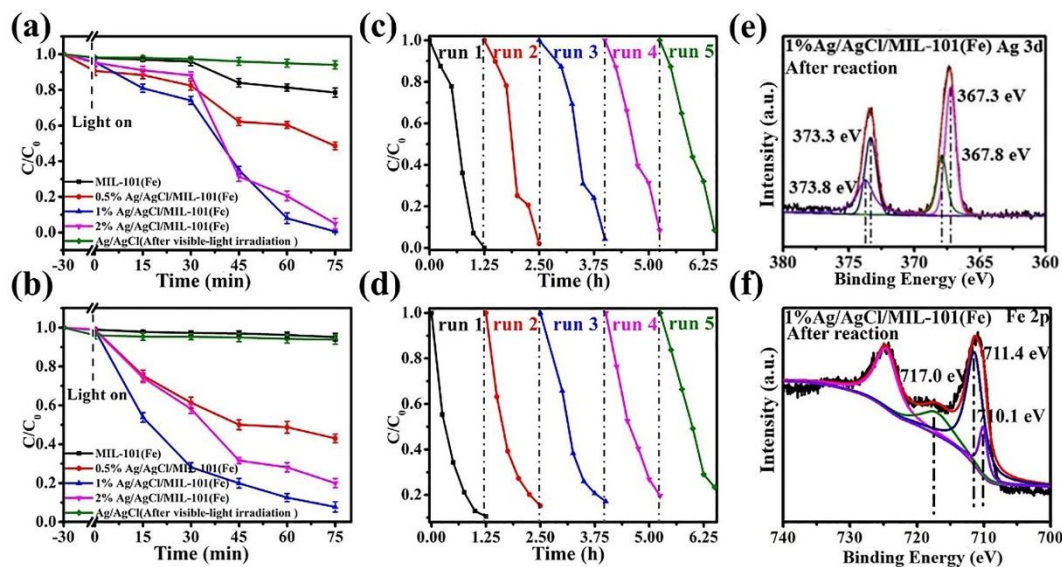 (a)
C/C0
1.0
0.8
0.6
0.4
0.2
0.0
Light on
MIL-101(Fe)
0.5% Ag/AgCl/MIL-101(Fe)
1% Ag/AgCl/MIL-101(Fe)
2% Ag/AgCl/MIL-101(Fe)
Ag/AgCl(After visible-light irradiation )
-30 0 15 30 45 60 75
Time (min)
(c)
C/C0
1.0
0.8
0.6
0.4
0.2
0.0
run 1 run 2 run 3 run 4 run 5
0.00 1.25 2.50 3.75 5.00 6.25
Time (h)
(e)
1%Ag/AgCl/MIL-101(Fe) Ag 3d
After reaction
367.3 eV
373.3 eV
367.8 eV
373.8 eV
Intensity (a.u.)
380 375 370 365 360
Binding Energy (eV)
(b)
C/C0
1.0
0.8
0.6
0.4
0.2
0.0
Light on
MIL-101(Fe)
0.5% Ag/AgCl/MIL-101(Fe)
1% Ag/AgCl/MIL-101(Fe)
2% Ag/AgCl/MIL-101(Fe)
Ag/AgCl(After visible-light irradiation )
-30 0 15 30 45 60 75
Time (min)
(d)
C/C0
1.0
0.8
0.6
0.4
0.2
run 1 run 2 run 3 run 4 run 5
0.00 1.25 2.50 3.75 5.00 6.25
Time (h)
(f)
1%Ag/AgCl/MIL-101(Fe) Fe 2p
After reaction
711.4 eV
717.0 eV
710.1 eV
Intensity (a.u.)
740 730 720 710 700
Binding Energy (eV)